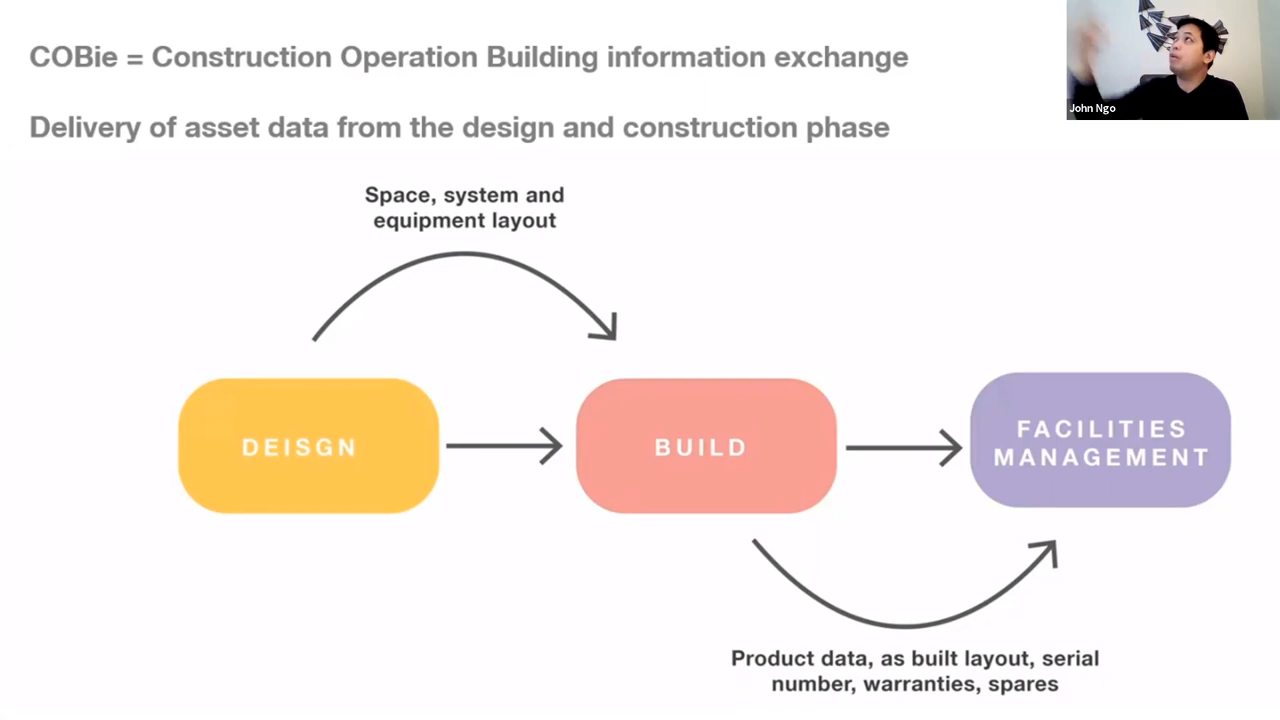 COBie = Construction Operation Building information exchange
John Ngo
Delivery of asset data from the design and construction phase
Space, system and
equipment layout
DEISGN
BUILD
FACILITIES
MANAGEMENT
Product data, as built layout, serial
number, warranties, spares